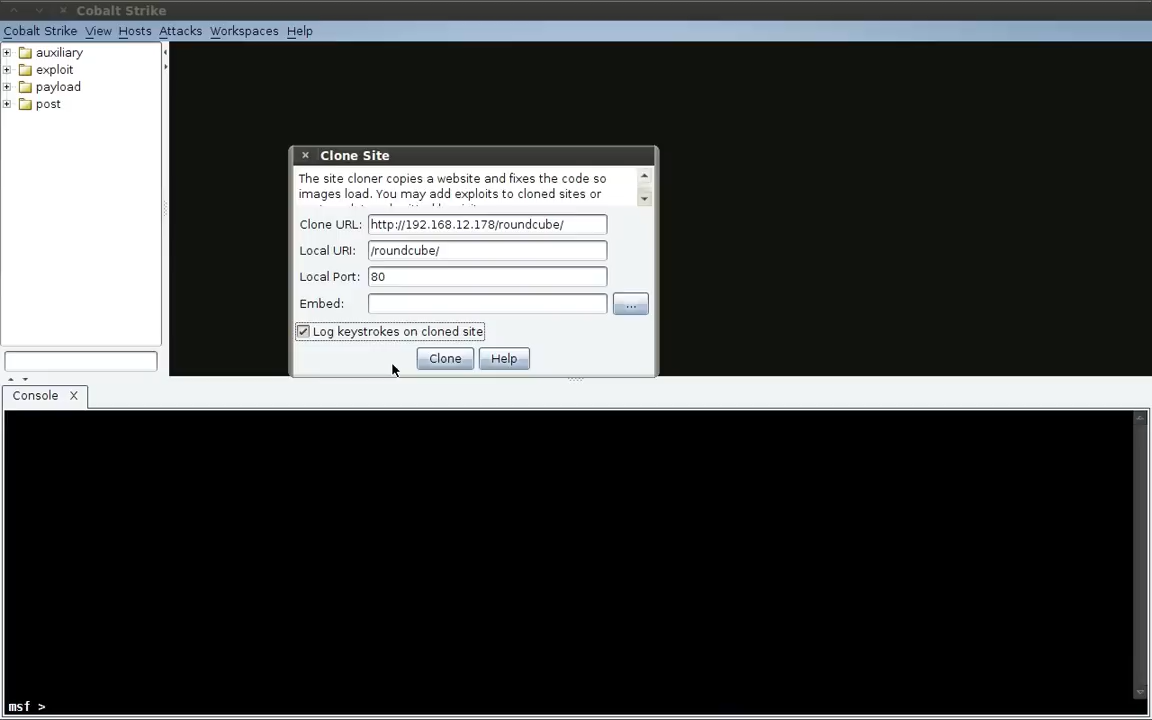 Cobalt Strike
Cobalt Strike View Hosts Attacks Workspaces Help
auxiliary
exploit
payload
post
Clone Site
The site cloner copies a website and fixes the code so
images load. You may add exploits to cloned sites or
Clone URL: http://192.168.12.178/roundcube/
Local URI: /roundcube/
Local Port: 80
Embed: ...
Log keystrokes on cloned site
Clone Help
Console X
msf >